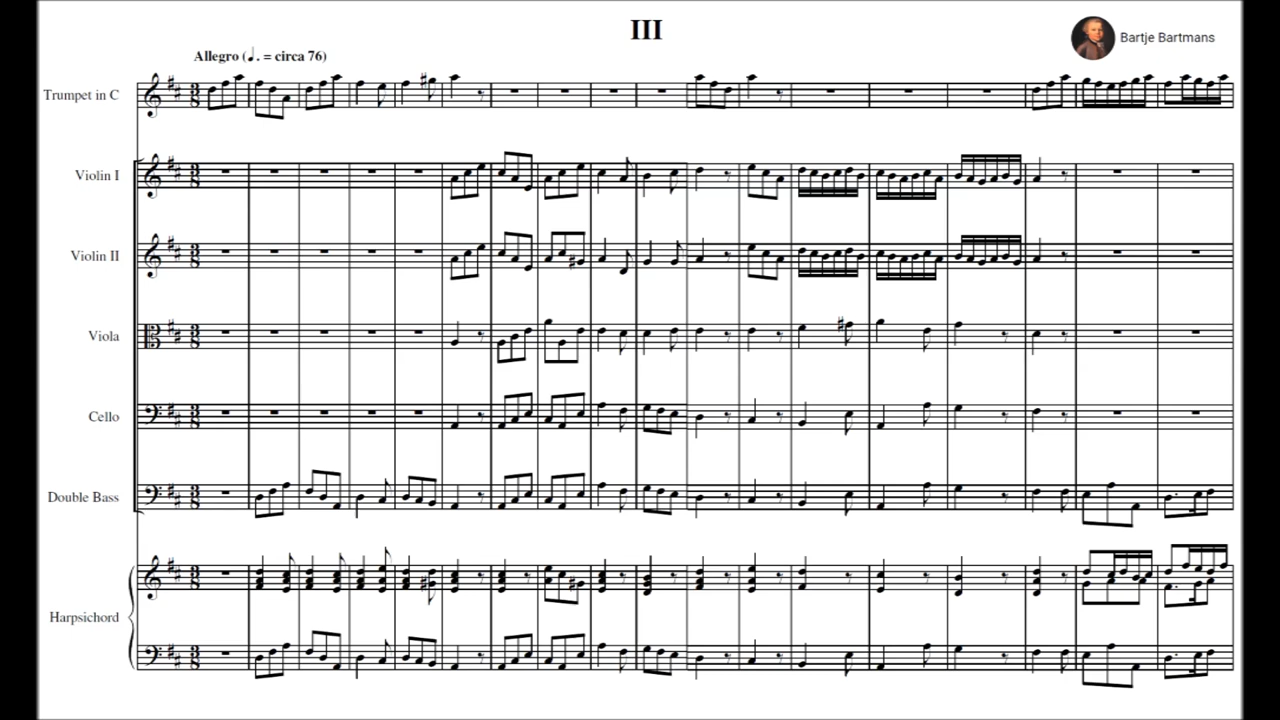 III
Bartje Bartmans
Allegro (♩. = circa 76)
Trumpet in C
Violin I
Violin II
Viola
Cello
Double Bass
Harpsichord